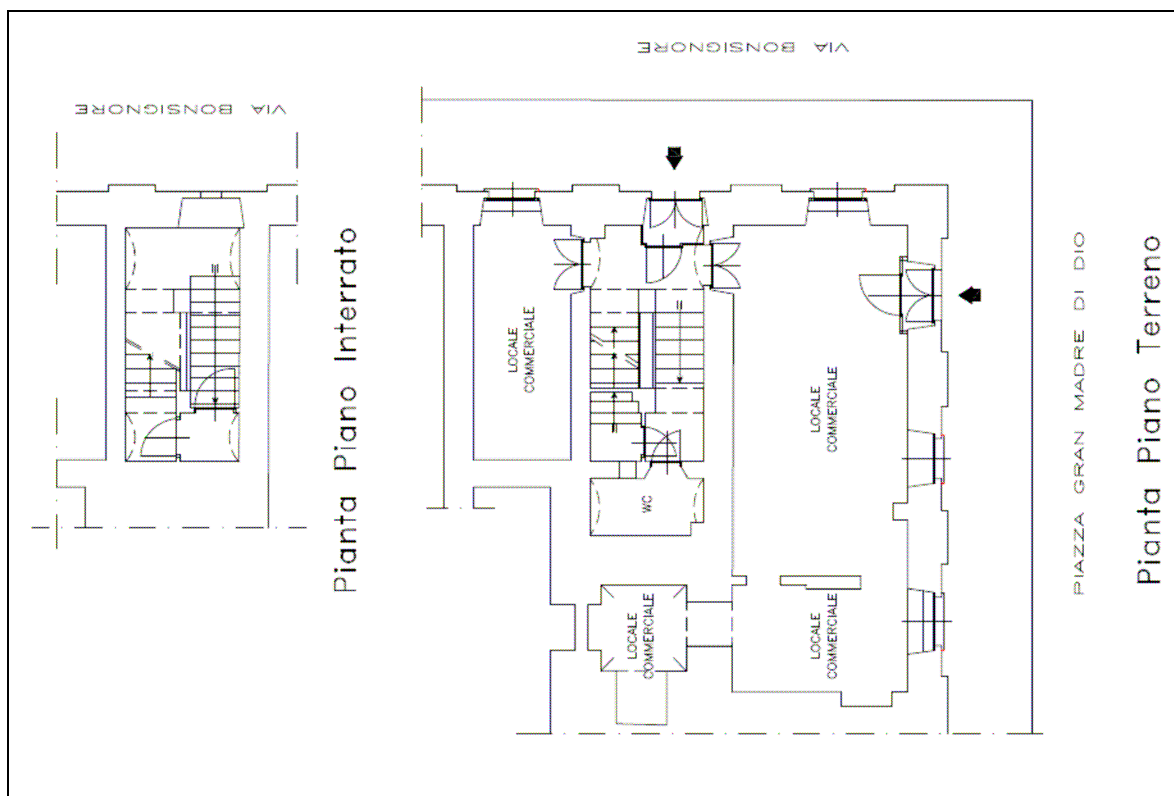 VIA BONSIGNORE
VIA BONSIGNORE
Pianta Piano Interrato
LOCALE
COMMERCIALE
LOCALE
COMMERCIALE
WC
LOCALE
COMMERCIALE
LOCALE
COMMERCIALE
PIAZZA GRAN MADRE DI DIO
Pianta Piano Terreno